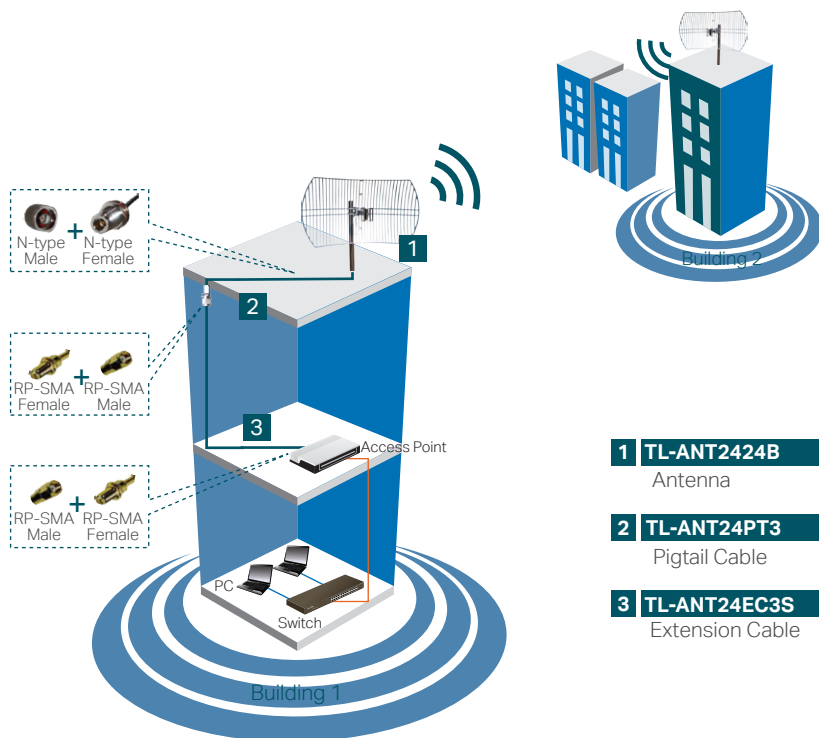 Building 2
1
N-type
Male
+
N-type
Female
2
RP-SMA
Female
+
RP-SMA
Male
3
Access Point
RP-SMA
Male
+
RP-SMA
Female
PC
Switch
Building 1
1 TL-ANT2424B
Antenna
2 TL-ANT24PT3
Pigtail Cable
3 TL-ANT24EC3S
Extension Cable